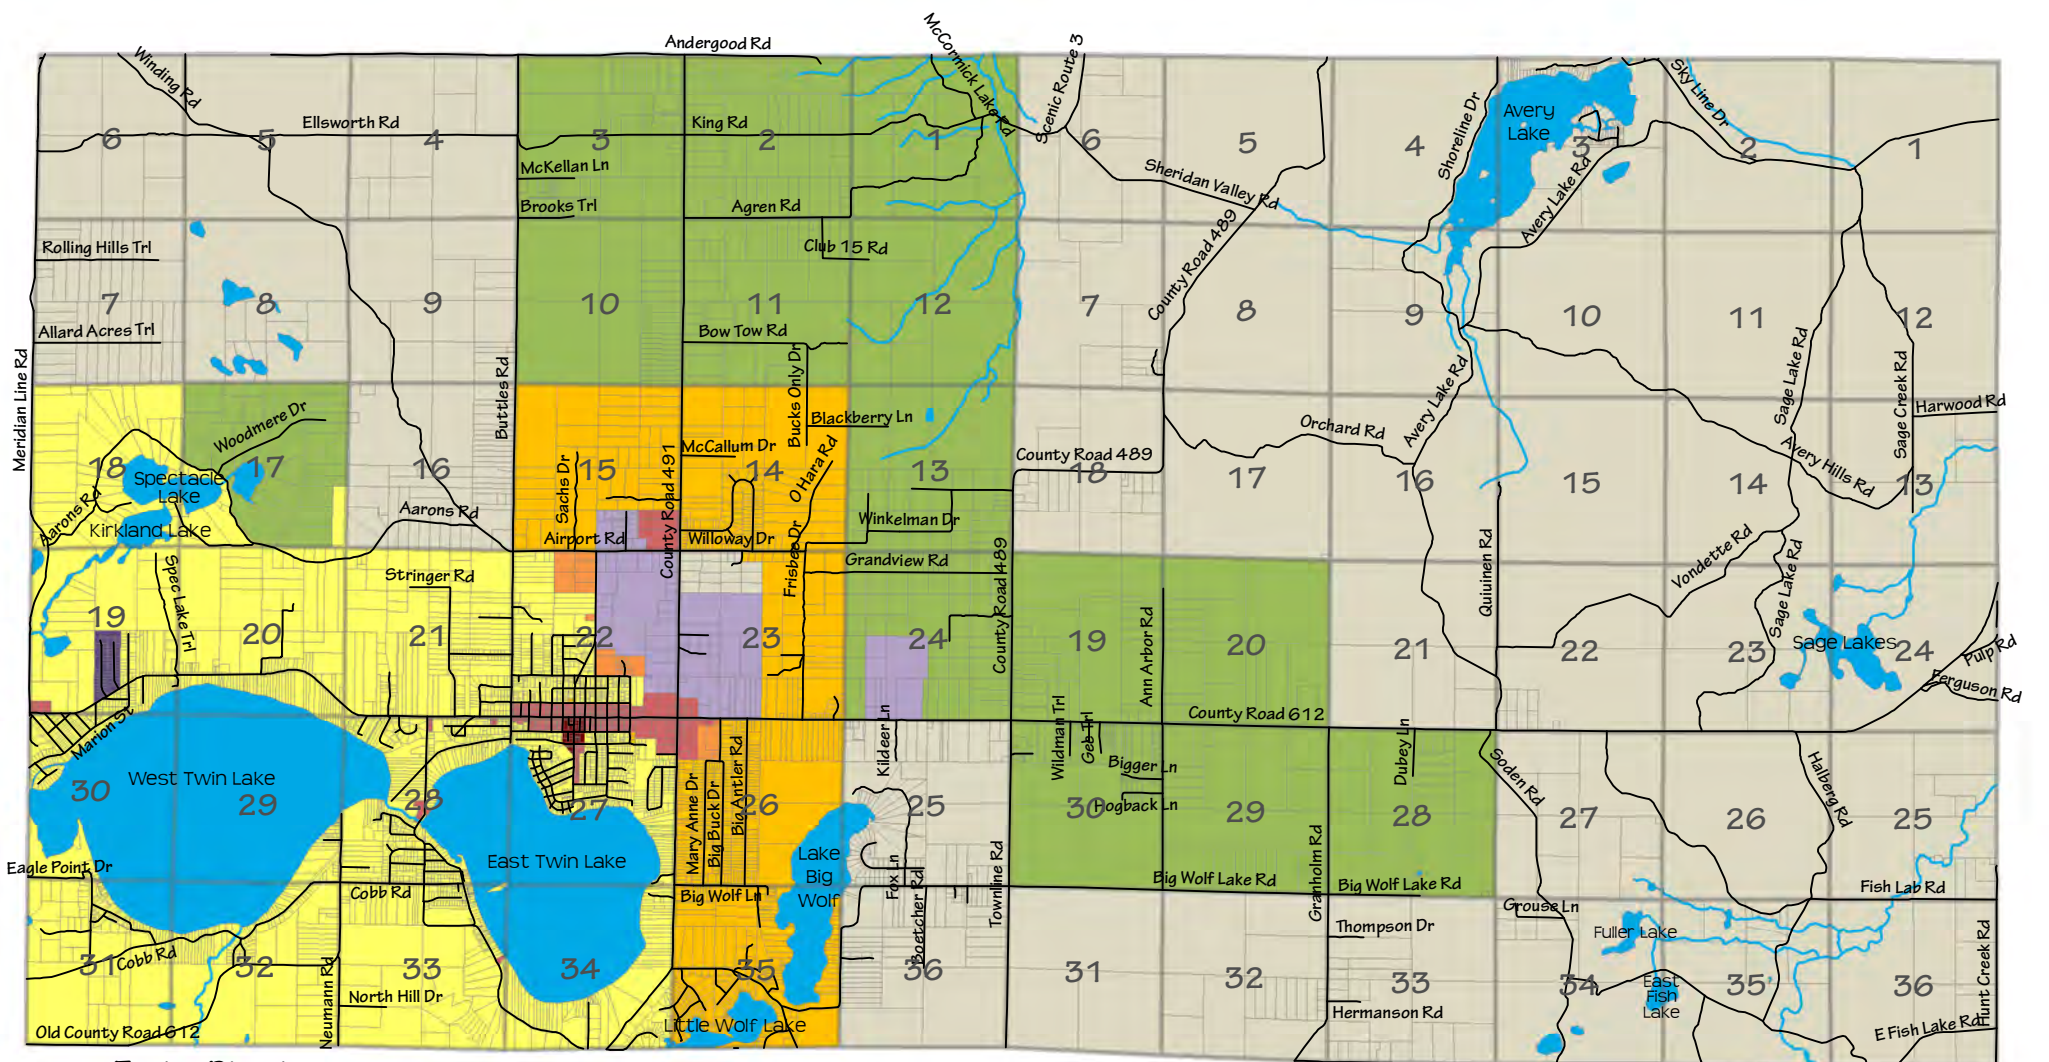 Andergood Rd
McCormick Lake Rd
Scenic Route 3
Winding Rd
Ellsworth Rd
King Rd
Shoreline Dr
Avery
Lake
Sky Line Dr
6
5
4
3
2
1
6
5
4
3
2
1
McKellan Ln
Brooks Trl
Agren Rd
Sheridan Valley Rd
Avery Lake Rd
Rolling Hills Trl
Club 15 Rd
County Road 489
7
8
9
10
11
12
7
8
9
10
11
12
Allard Acres Trl
Bow Tow Rd
Meridian Line Rd
Buttles Rd
Bucks Only Dr
Avery Lake Rd
Sage Lake Rd
Sage Creek Rd
Harwood Rd
Woodmere Dr
Blackberry Ln
Orchard Rd
McCallum Dr
O Hara Rd
County Road 489
Avery Hills Rd
18
17
16
15
14
13
18
17
16
15
14
13
Spectacle
Lake
Sachs Dr
County Road 491
Aarons Rd
Kirkland Lake
Aarons Rd
Winkelman Dr
Airport Rd
Willoway Dr
Frisbee Dr
Grandview Rd
County Road 489
Quiuinen Rd
Vondette Rd
Sage Lake Rd
Spec Lake Trl
Stringer Rd
19
20
21
22
23
24
19
20
21
22
23
24
Ann Arbor Rd
Sage Lakes
Pulp Rd
Ferguson Rd
Marion St
Kildeer Ln
Wildman Trl
Geb Trl
County Road 612
Dubey Ln
Soden Rd
Halberg Rd
West Twin Lake
Mary Anne Dr
Big Buck Dr
Big Antler Rd
Bigger Ln
Hogback Ln
30
29
28
27
26
25
30
29
28
27
26
25
Eagle Point Dr
East Twin Lake
Lake
Big
Wolf
Fox Ln
Boetcher Rd
Townline Rd
Granholm Rd
Big Wolf Lake Rd
Big Wolf Lake Rd
Fish Lab Rd
Cobb Rd
Big Wolf Ln
Grouse Ln
Thompson Dr
Fuller Lake
Cobb Rd
31
32
33
34
35
36
31
32
33
34
35
36
Neumann Rd
North Hill Dr
East
Fish
Lake
Hunt Creek Rd
Hermanson Rd
Little Wolf Lake
E Fish Lake Rd
Old County Road 612